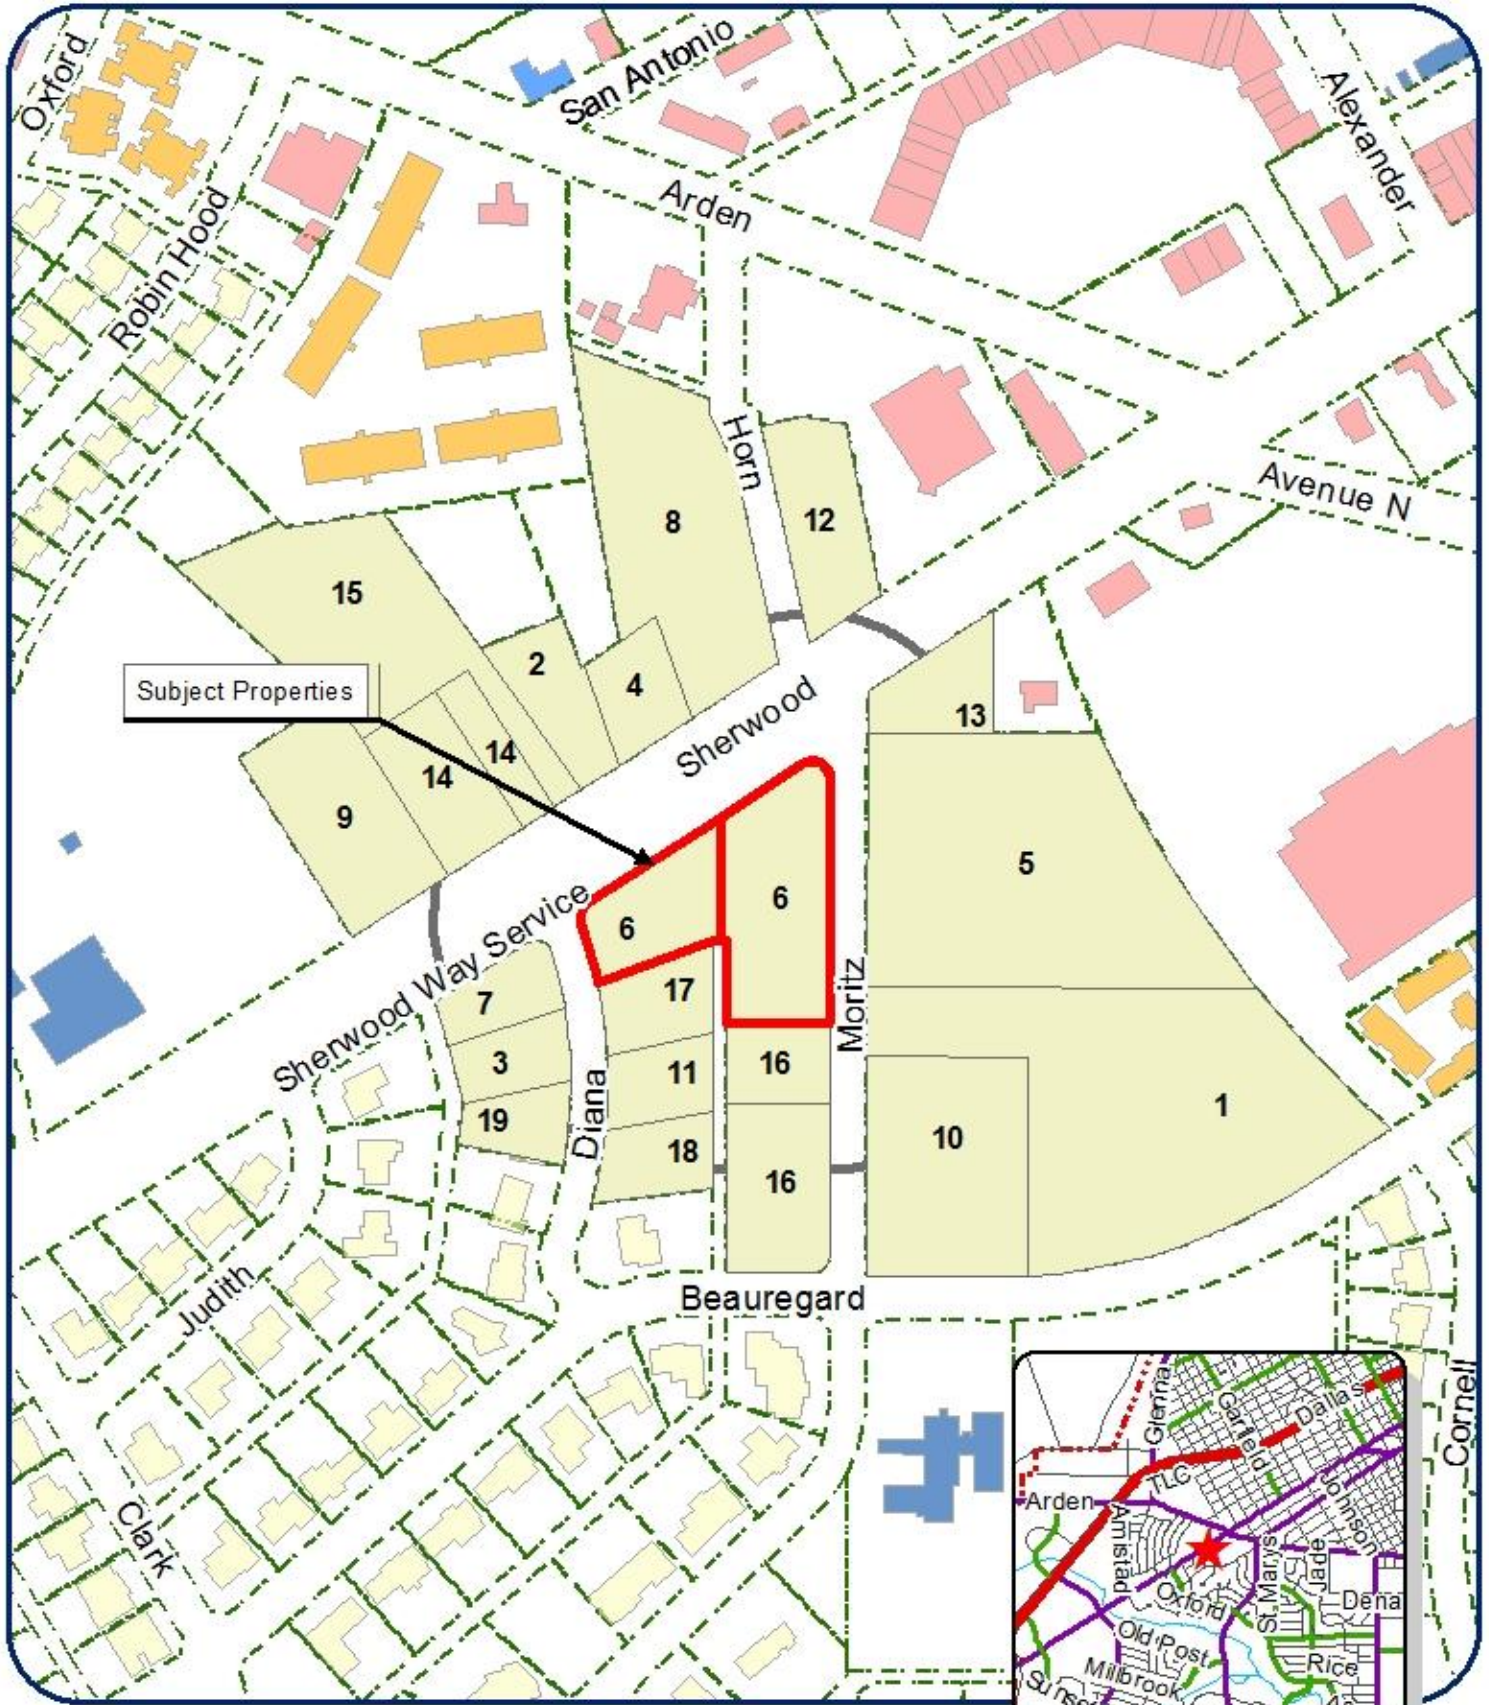 Oxford
San Antonio
Alexander
Robin Hood
Arden
Horn
Avenue N
8
12
15
2
4
Subject Properties
Sherwood
13
14
14
9
5
6
6
Sherwood Way Service
7
17
Moritz
3
11
16
1
19
Diana
18
10
16
Judith
Beauregard
Cornell
Clark
Glenna
Garfield
Dallas
TLC
Arden
Johnson
Amistad
St.Marys
Jade
Oxford
Dena
Old Post
Rice
Millbrook